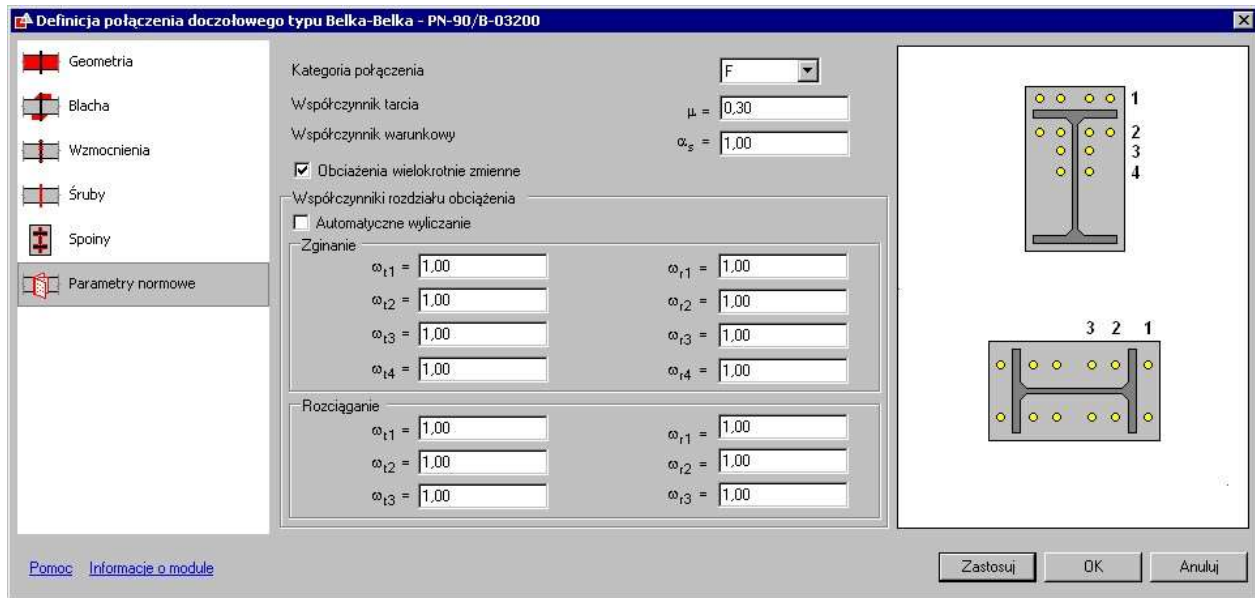 Definicja połączenia doczołowego typu Belka-Belka - PN-90/B-03200
Geometria
Blacha
Wzmocnienia
Śruby
Spoiny
Parametry normowe
Kategoria połączenia F
Współczynnik tarcia μ = 0,30
Współczynnik warunkowy αs = 1,00
Obciażenia wielokrotnie zmienne
Współczynniki rozdziału obciążenia
Automatyczne wyliczanie
Zginanie
ωt1 = 1,00 ωr1 = 1,00
ωt2 = 1,00 ωr2 = 1,00
ωt3 = 1,00 ωr3 = 1,00
ωt4 = 1,00 ωr4 = 1,00
Rozciąganie
ωt1 = 1,00 ωr1 = 1,00
ωt2 = 1,00 ωr2 = 1,00
ωt3 = 1,00 ωr3 = 1,00
1
2
3
4
3 2 1
Pomoc Informacje o module
Zastosuj OK Anuluj